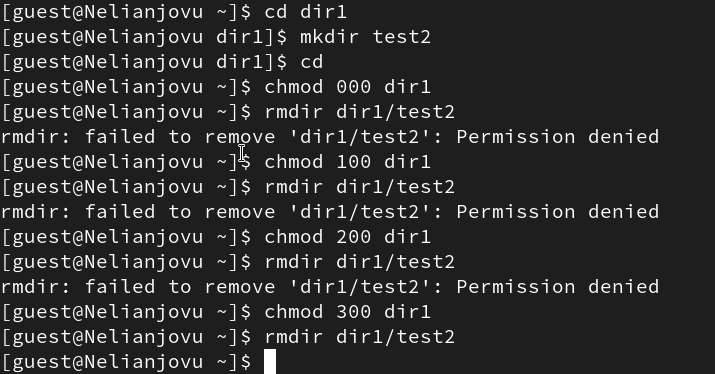 [guest@Nelianjovu ~]$ cd dir1
[guest@Nelianjovu dir1]$ mkdir test2
[guest@Nelianjovu dir1]$ cd
[guest@Nelianjovu ~]$ chmod 000 dir1
[guest@Nelianjovu ~]$ rmdir dir1/test2
rmdir: failed to remove 'dir1/test2': Permission denied
[guest@Nelianjovu ~]$ chmod 100 dir1
[guest@Nelianjovu ~]$ rmdir dir1/test2
rmdir: failed to remove 'dir1/test2': Permission denied
[guest@Nelianjovu ~]$ chmod 200 dir1
[guest@Nelianjovu ~]$ rmdir dir1/test2
rmdir: failed to remove 'dir1/test2': Permission denied
[guest@Nelianjovu ~]$ chmod 300 dir1
[guest@Nelianjovu ~]$ rmdir dir1/test2
[guest@Nelianjovu ~]$